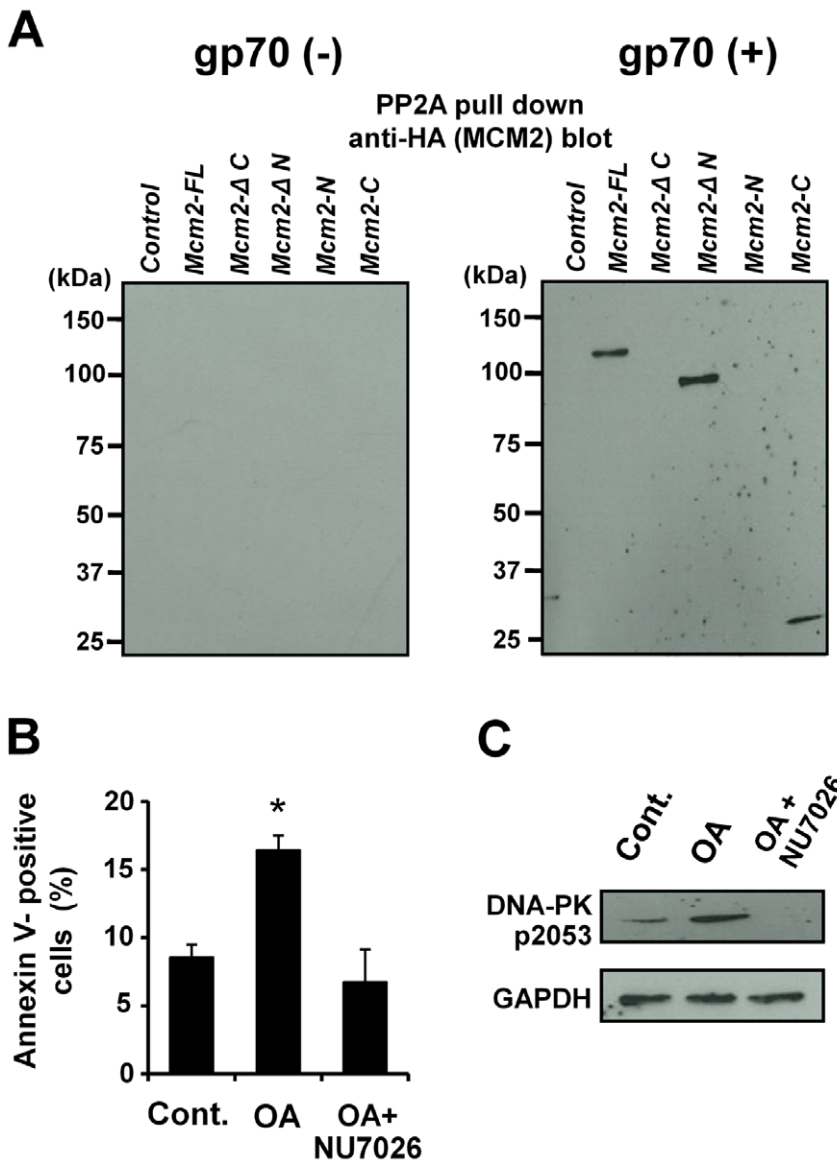 A
gp70 (-)
gp70 (+)
PP2A pull down
anti-HA (MCM2) blot
Control
Mcm2-FL
Mcm2-Δ C
Mcm2-Δ N
Mcm2-N
Mcm2-C
(kDa)
150
100
75
50
37
25
Control
Mcm2-FL
Mcm2-Δ C
Mcm2-Δ N
Mcm2-N
Mcm2-C
(kDa)
150
100
75
50
37
25
B
Annexin V- positive
cells (%)
20
15
10
5
0
*
Cont.
OA
OA+
NU7026
C
Cont.
OA
OA +
NU7026
DNA-PK
p2053
GAPDH